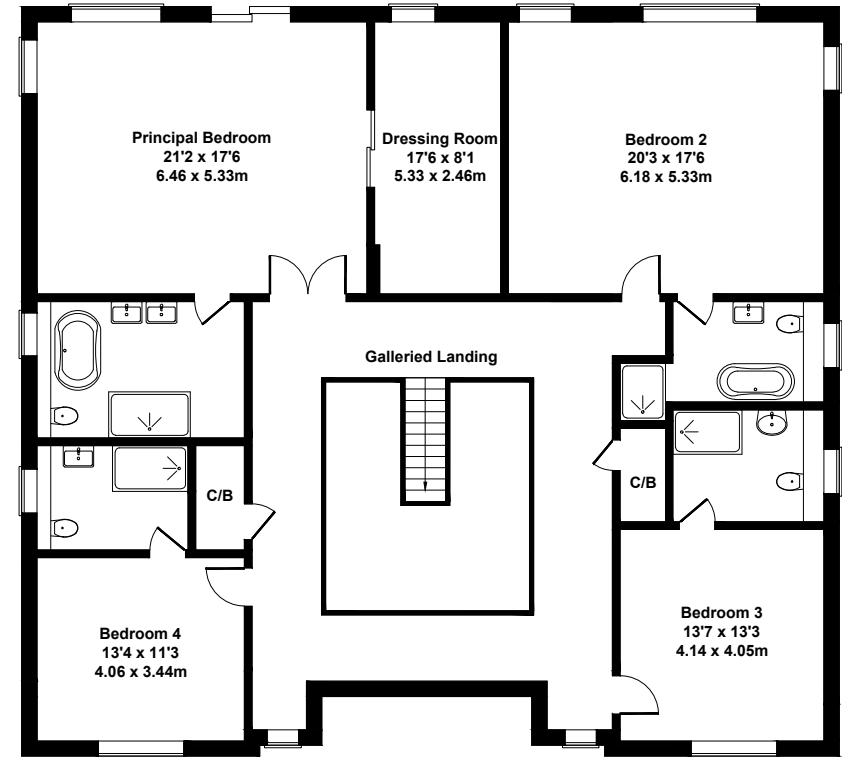 Principal Bedroom
21'2 x 17'6
6.46 x 5.33m
Dressing Room
17'6 x 8'1
5.33 x 2.46m
Bedroom 2
20'3 x 17'6
6.18 x 5.33m
Galleried Landing
C/B
C/B
Bedroom 4
13'4 x 11'3
4.06 x 3.44m
Bedroom 3
13'7 x 13'3
4.14 x 4.05m